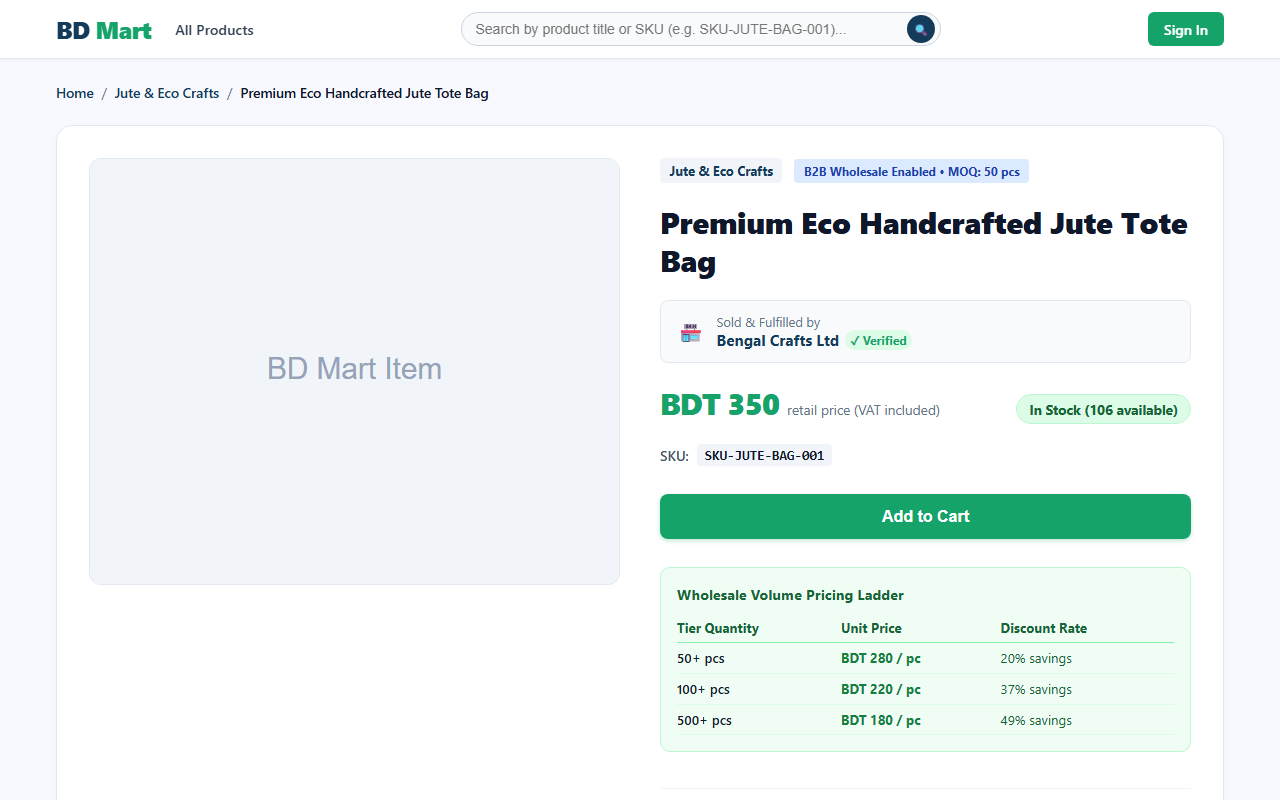 BD Mart
All Products
Search by product title or SKU (e.g. SKU-JUTE-BAG-001)...
Sign In
Home / Jute & Eco Crafts / Premium Eco Handcrafted Jute Tote Bag
BD Mart Item
Jute & Eco Crafts
B2B Wholesale Enabled • MOQ: 50 pcs
Premium Eco Handcrafted Jute Tote
Bag
Sold & Fulfilled by
Bengal Crafts Ltd ✓ Verified
BDT 350 retail price (VAT included)
In Stock (106 available)
SKU: SKU-JUTE-BAG-001
Add to Cart
Wholesale Volume Pricing Ladder
Tier Quantity Unit Price Discount Rate
50+ pcs BDT 280 / pc 20% savings
100+ pcs BDT 220 / pc 37% savings
500+ pcs BDT 180 / pc 49% savings